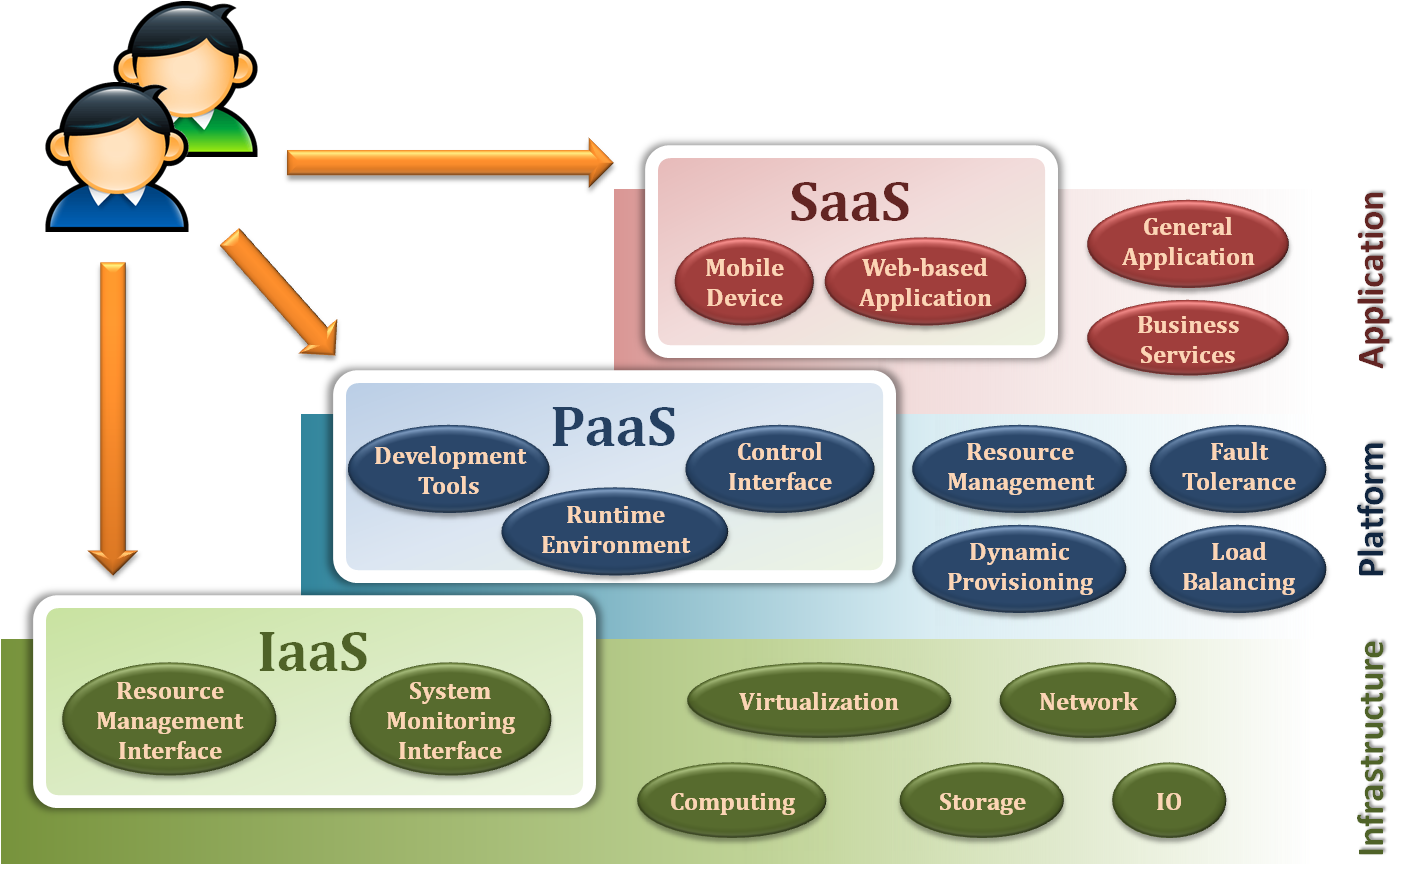 SaaS
Mobile
Device
Web-based
Application
General
Application
Business
Services
Application
PaaS
Development
Tools
Runtime
Environment
Control
Interface
Resource
Management
Fault
Tolerance
Dynamic
Provisioning
Load
Balancing
Platform
IaaS
Resource
Management
Interface
System
Monitoring
Interface
Virtualization
Network
Computing
Storage
IO
Infrastructure